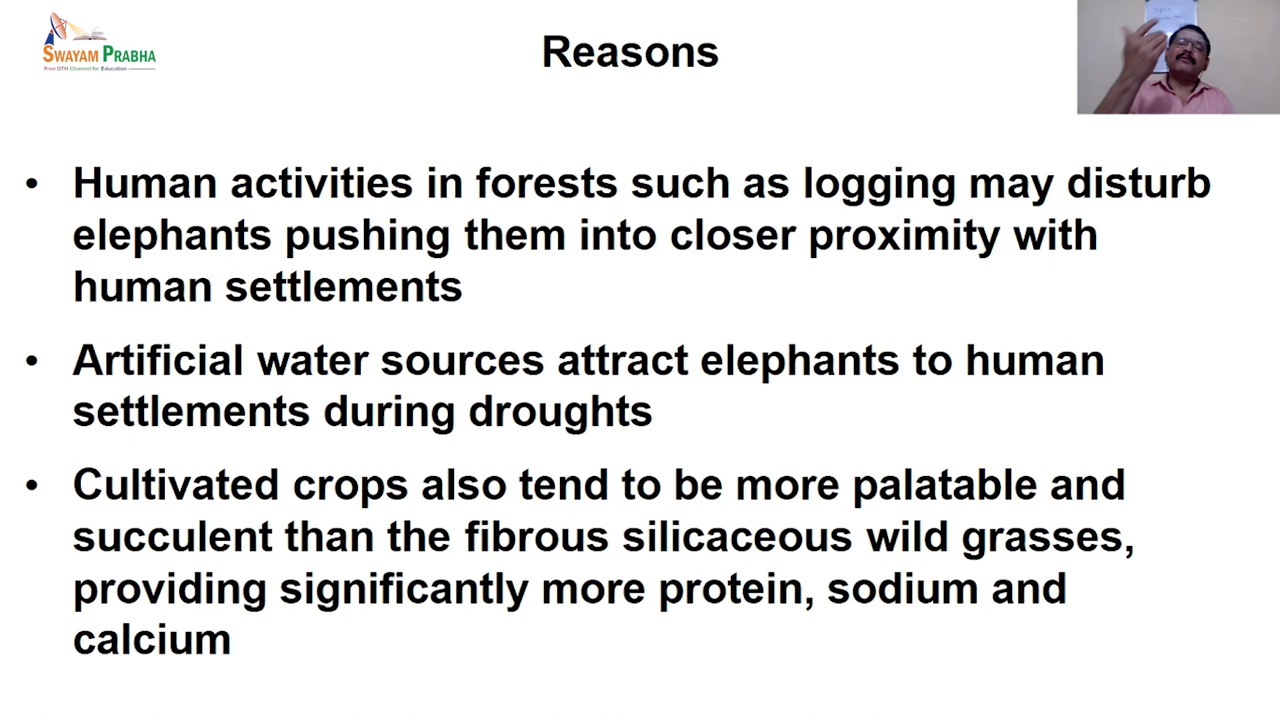 SWAYAM PRABHA
Free DTH Channel for Education
Reasons
• Human activities in forests such as logging may disturb
elephants pushing them into closer proximity with
human settlements
• Artificial water sources attract elephants to human
settlements during droughts
• Cultivated crops also tend to be more palatable and
succulent than the fibrous silicaceous wild grasses,
providing significantly more protein, sodium and
calcium